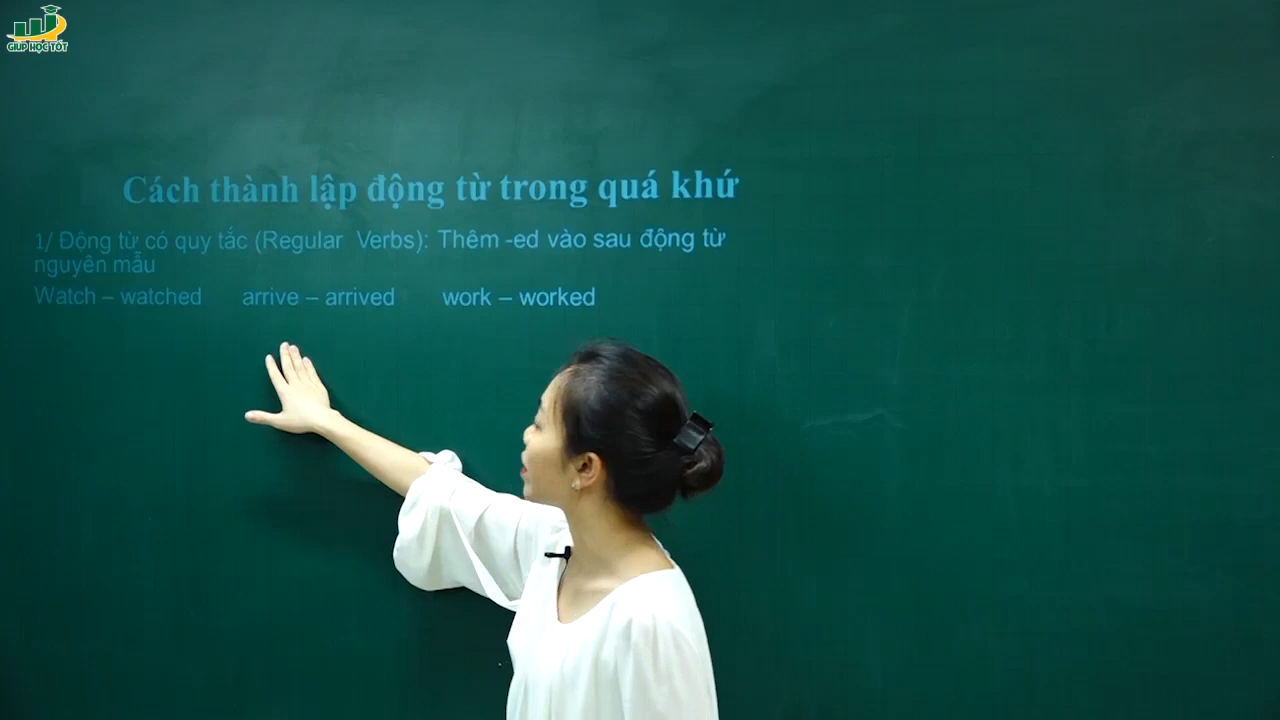 GIÚP HỌC TỐT
Cách thành lập động từ trong quá khứ
1/ Động từ có quy tắc (Regular Verbs): Thêm -ed vào sau động từ
nguyên mẫu
Watch – watched arrive – arrived work – worked